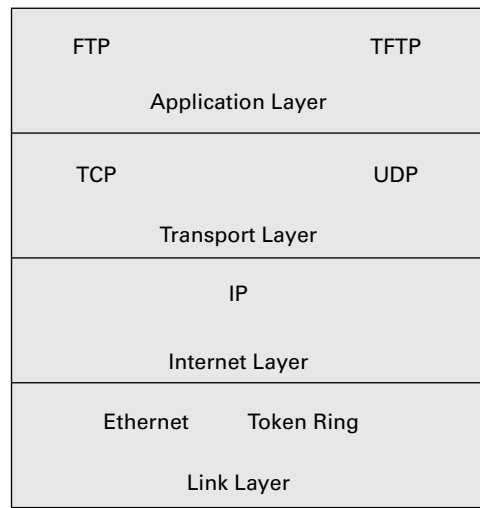 FTP TFTP
Application Layer
TCP UDP
Transport Layer
IP
Internet Layer
Ethernet Token Ring
Link Layer